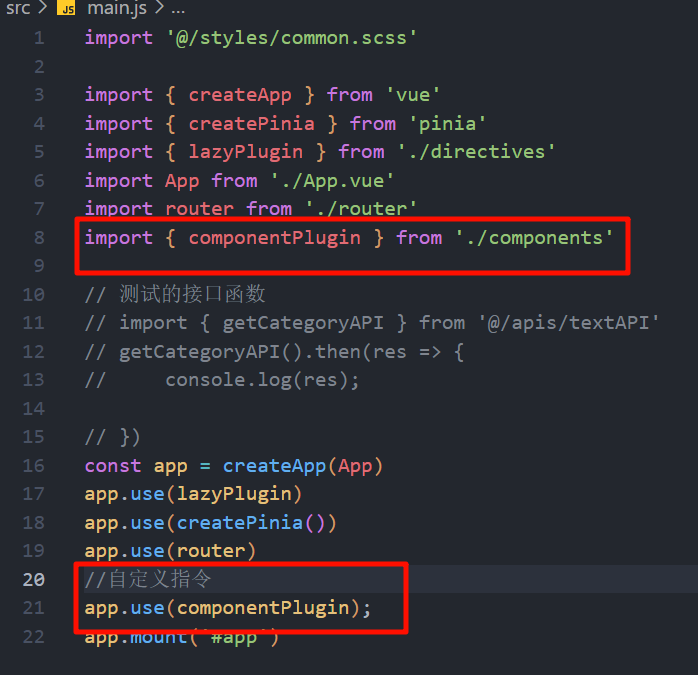 src > JS main.js > ...
1 import '@/styles/common.scss'
2
3 import { createApp } from 'vue'
4 import { createPinia } from 'pinia'
5 import { lazyPlugin } from './directives'
6 import App from './App.vue'
7 import router from './router'
8 import { componentPlugin } from './components'
9
10 // 测试的接口函数
11 // import { getCategoryAPI } from '@/apis/textAPI'
12 // getCategoryAPI().then(res => {
13 //     console.log(res);
14
15 // })
16 const app = createApp(App)
17 app.use(lazyPlugin)
18 app.use(createPinia())
19 app.use(router)
20 //自定义指令
21 app.use(componentPlugin);
22 app.mount('#app')